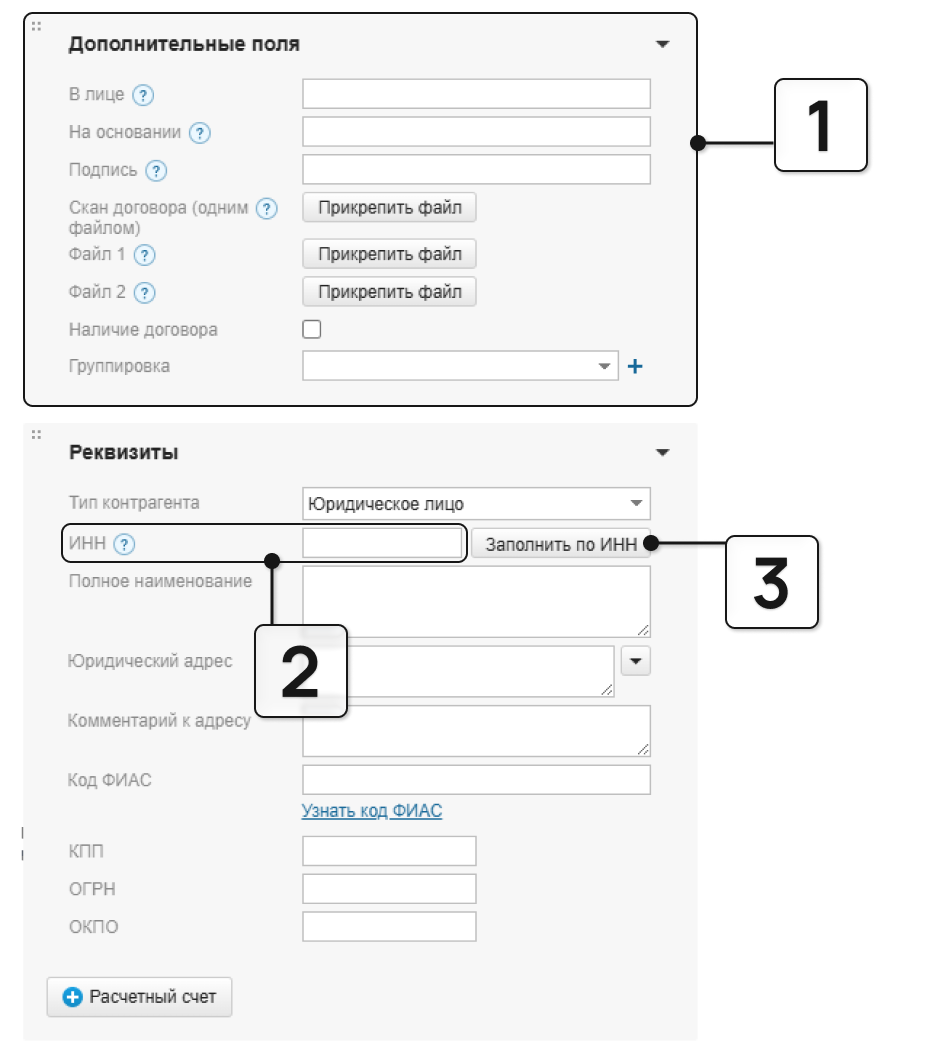 Дополнительные поля
В лице ?
На основании ?
Подпись ?
Скан договора (одним файлом) ? Прикрепить файл
Файл 1 ? Прикрепить файл
Файл 2 ? Прикрепить файл
Наличие договора
Группировка +
1
Реквизиты
Тип контрагента Юридическое лицо
ИНН ? Заполнить по ИНН
3
Полное наименование
2
Юридический адрес
Комментарий к адресу
Код ФИАС
Узнать код ФИАС
КПП
ОГРН
ОКПО
+ Расчетный счет